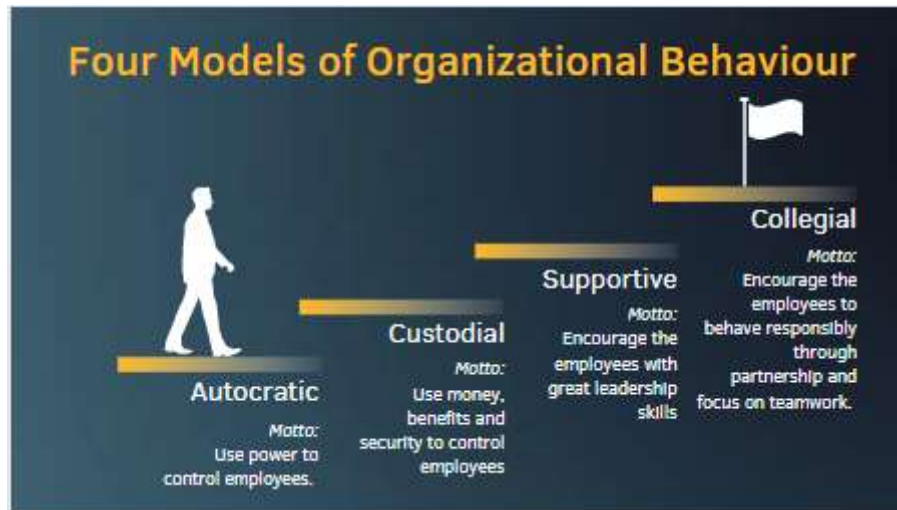 Four Models of Organizational Behaviour
Autocratic
Motto:
Use power to
control employees.
Custodial
Motto:
Use money,
benefits and
security to control
employees
Supportive
Motto:
Encourage the
employees with
great leadership
skills
Collegial
Motto:
Encourage the
employees to
behave responsibly
through
partnership and
focus on teamwork.